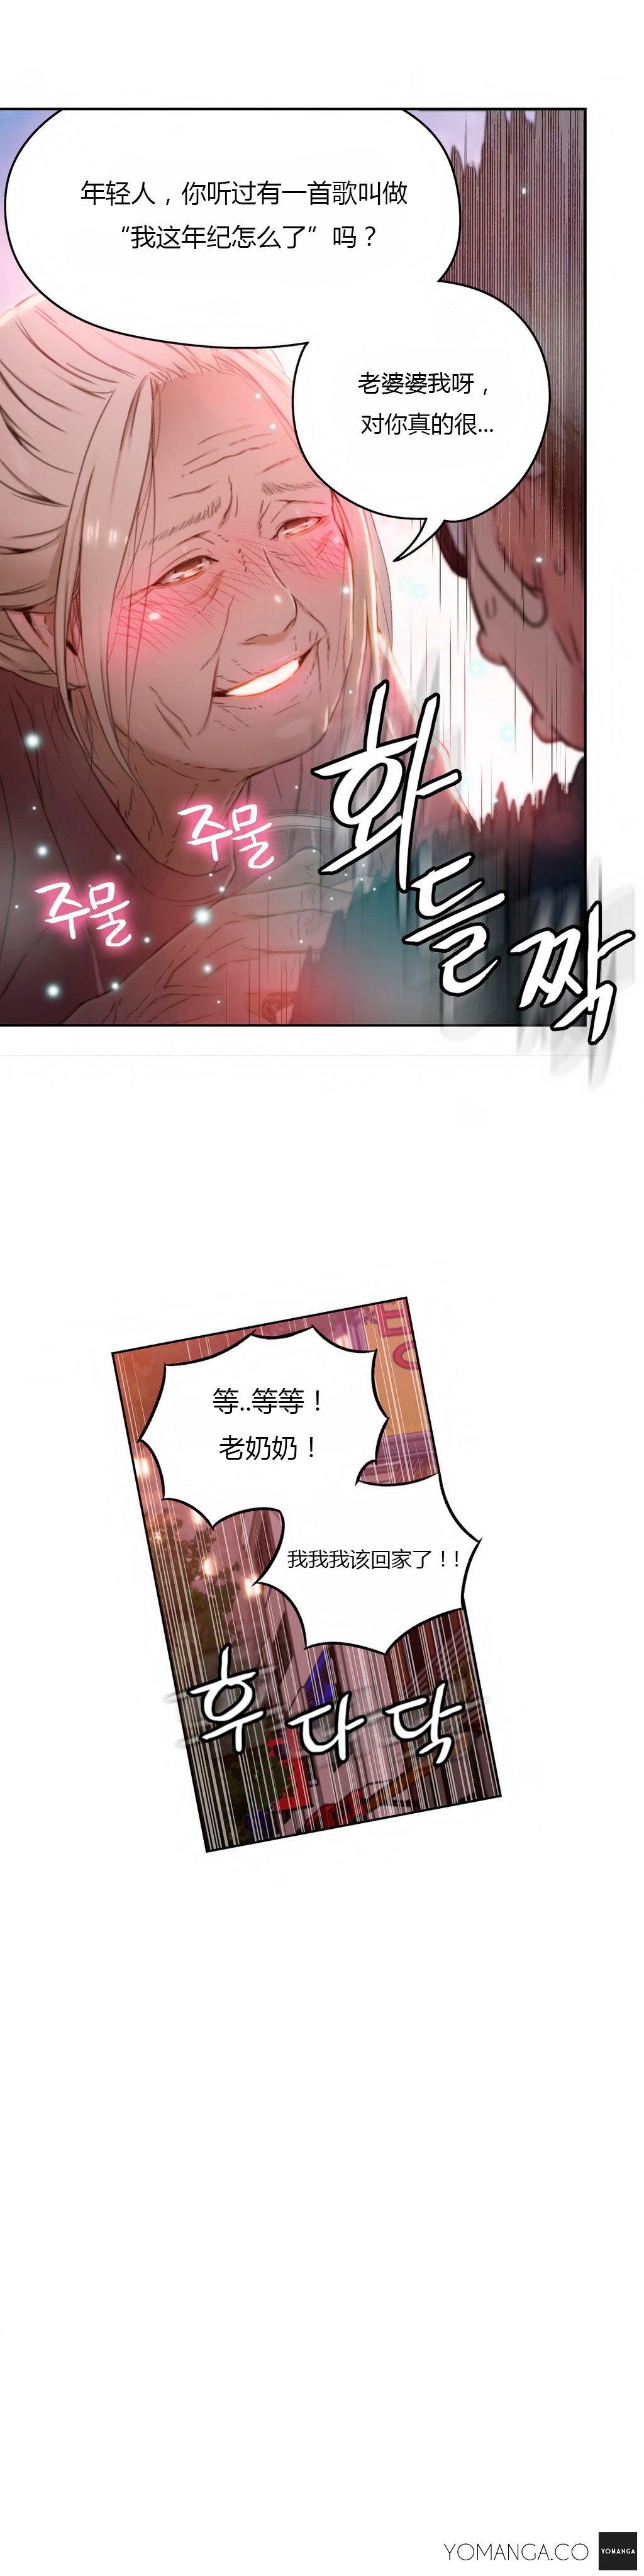 年轻人，你听过有一首歌叫做
“我这年纪怎么了”吗？
老婆婆我呀，
对你真的很...
주물
주물
화들짝
等..等等！
老奶奶！
我我我该回家了！！
후다닥
YOMANGA.CO
YOMANGA